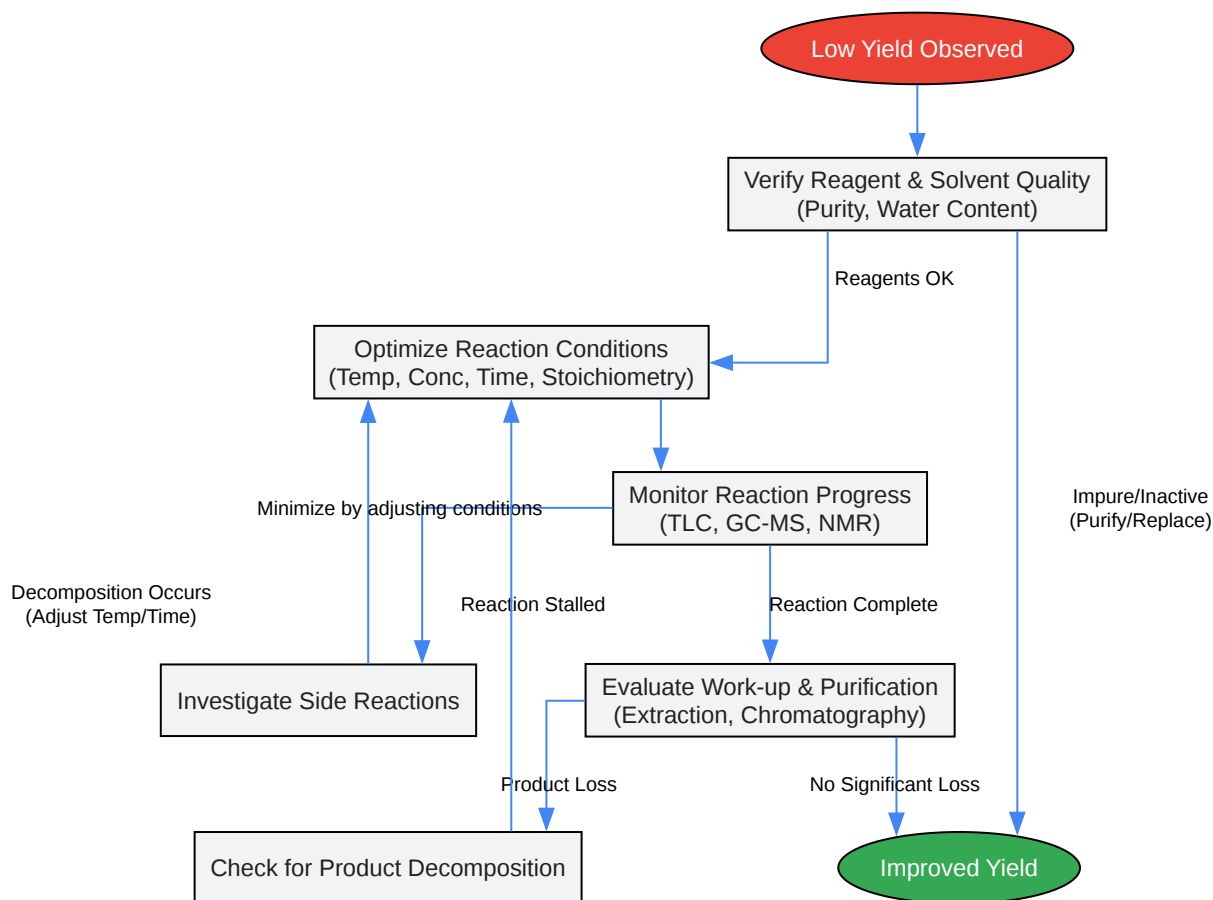 Low Yield Observed
Verify Reagent & Solvent Quality
(Purity, Water Content)
Reagents OK
Optimize Reaction Conditions
(Temp, Conc, Time, Stoichiometry)
Monitor Reaction Progress
(TLC, GC-MS, NMR)
Minimize by adjusting conditions
Impure/Inactive
(Purify/Replace)
Decomposition Occurs
(Adjust Temp/Time)
Reaction Stalled
Reaction Complete
Investigate Side Reactions
Evaluate Work-up & Purification
(Extraction, Chromatography)
Product Loss
No Significant Loss
Check for Product Decomposition
Improved Yield